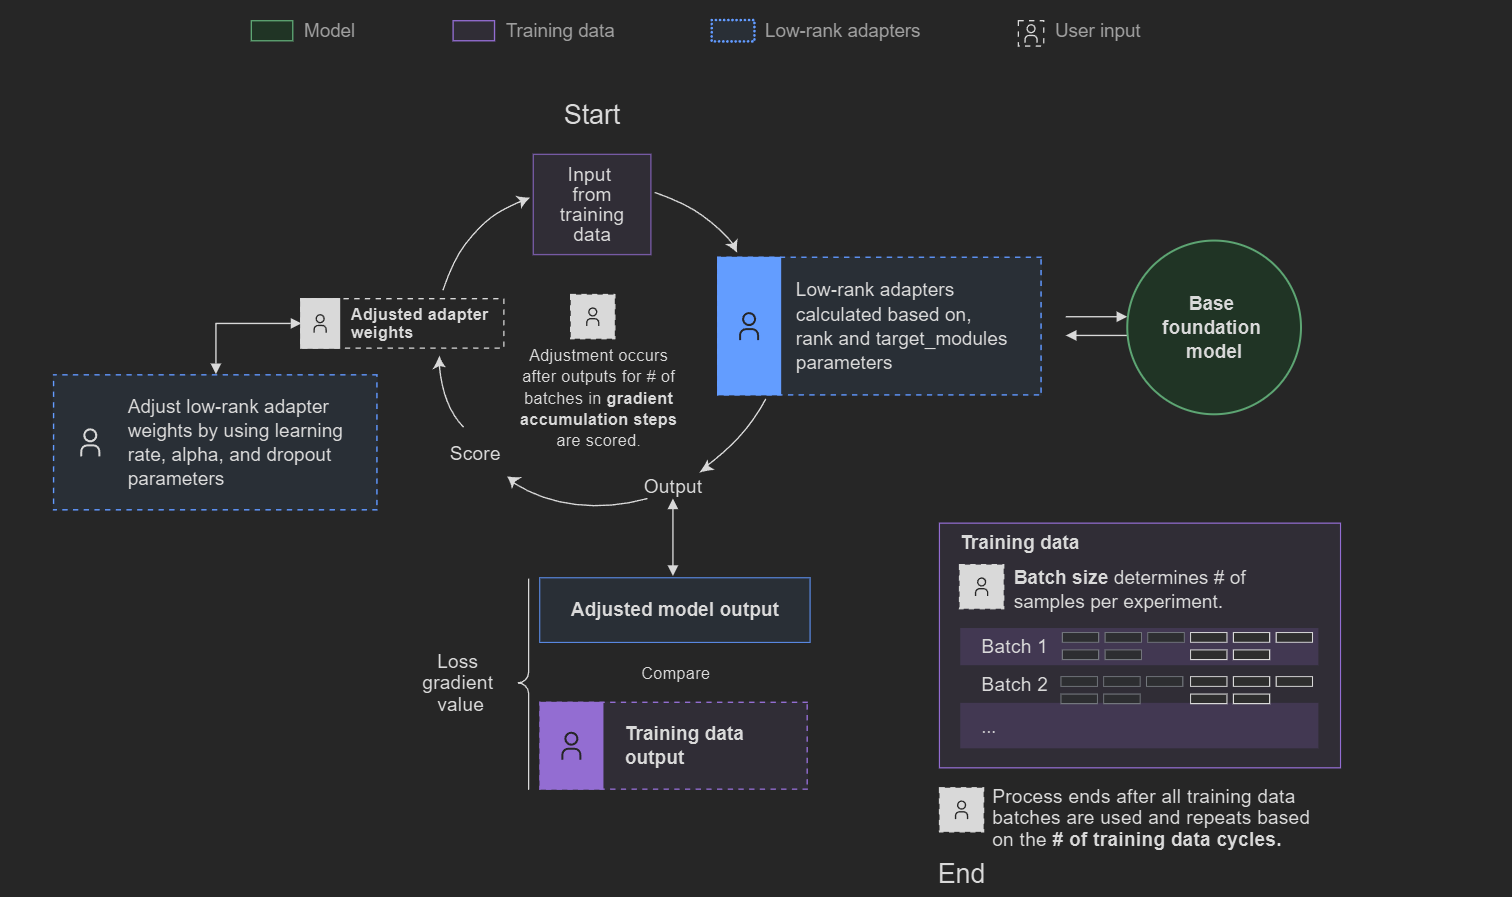 Model
Training data
Low-rank adapters
User input
Start
Input
from
training
data
Low-rank adapters
calculated based on,
rank and target_modules
parameters
Base
foundation
model
Adjusted adapter
weights
Adjustment occurs
after outputs for # of
batches in gradient
accumulation steps
are scored.
Adjust low-rank adapter
weights by using learning
rate, alpha, and dropout
parameters
Score
Output
Adjusted model output
Compare
Loss
gradient
value
Training data
output
Training data
Batch size determines # of
samples per experiment.
Batch 1
Batch 2
...
Process ends after all training data
batches are used and repeats based
on the # of training data cycles.
End